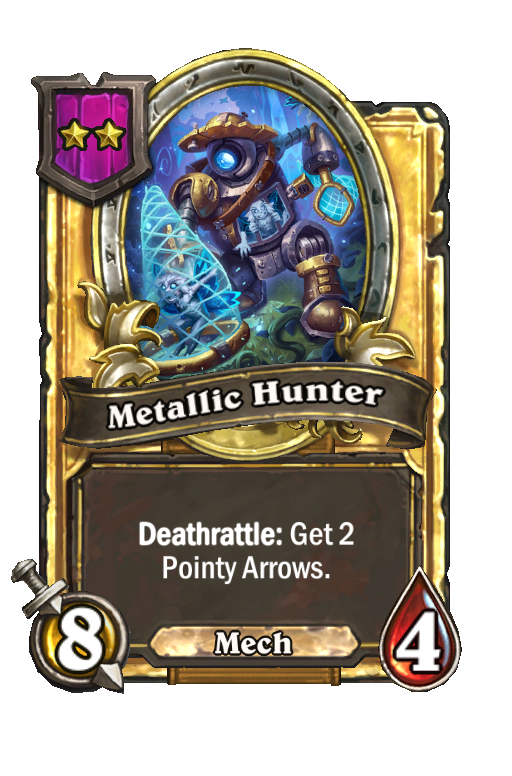 Metallic Hunter
Deathrattle: Get 2
Pointy Arrows.
8
Mech
4